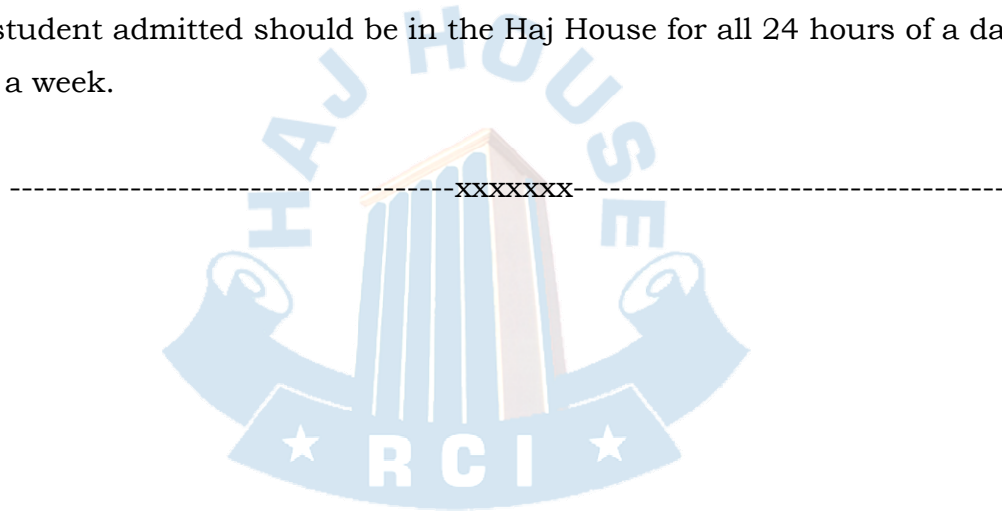 student admitted should be in the Haj House for all 24 hours of a da
a week.
-------------------------------------xxxxxxx------------------------------------
HAJ HOUSE
RCI